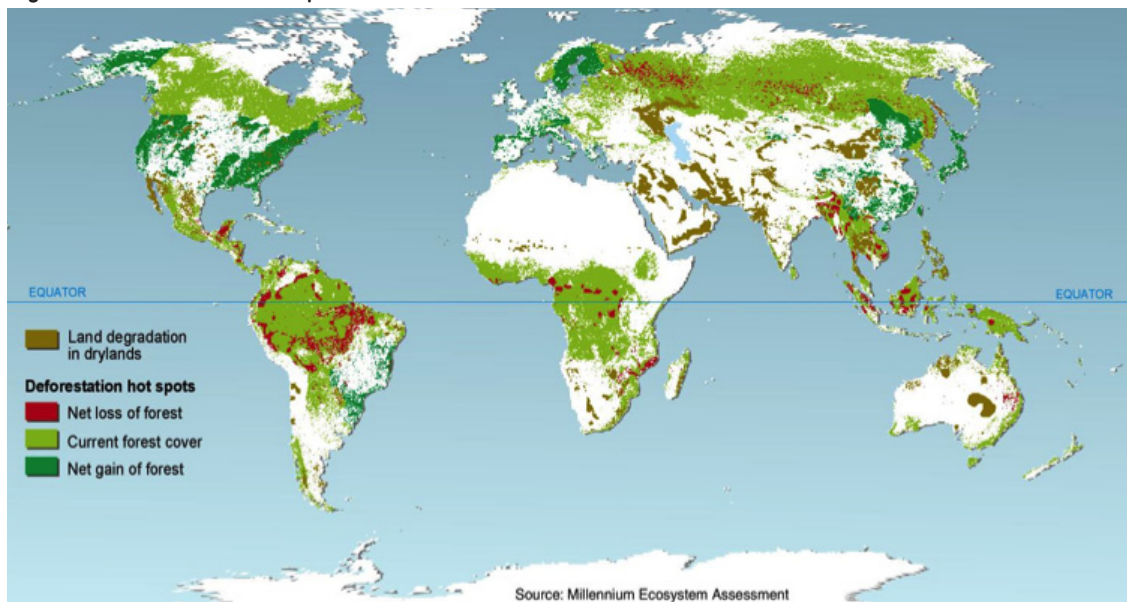 EQUATOR
EQUATOR
Land degradation
in drylands
Deforestation hot spots
Net loss of forest
Current forest cover
Net gain of forest
Source: Millennium Ecosystem Assessment